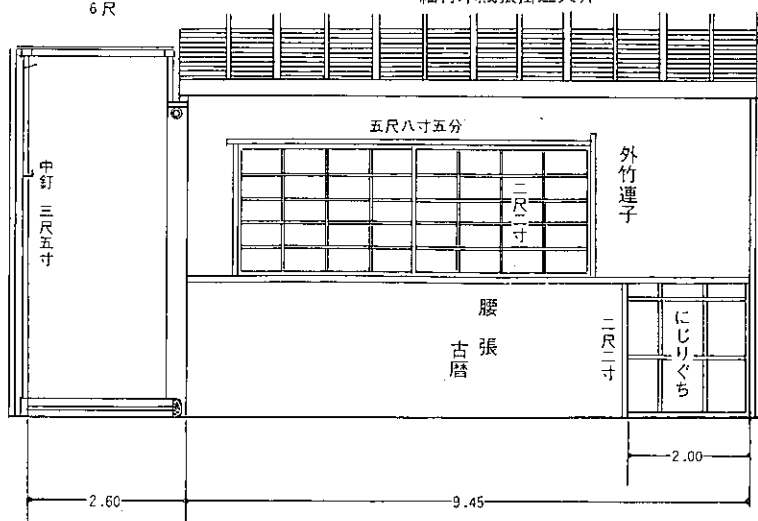 6尺
五尺八寸五分
外竹連子
中釘 三尺五寸
二尺二寸
腰張
古暦
二尺二寸
にじりぐち
2.00
2.60
9.45